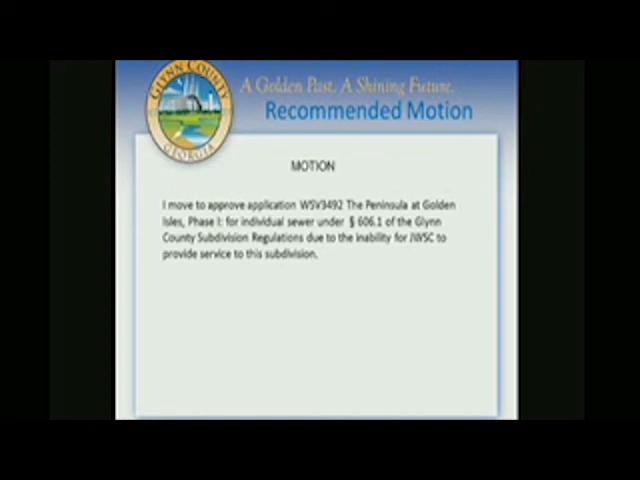 GLYNN COUNTY
GEORGIA
A Golden Past. A Shining Future.
Recommended Motion
MOTION
I move to approve application WSV3492 The Peninsula at Golden
Isles, Phase I: for individual sewer under § 606.1 of the Glynn
County Subdivision Regulations due to the inability for JWSC to
provide service to this subdivision.